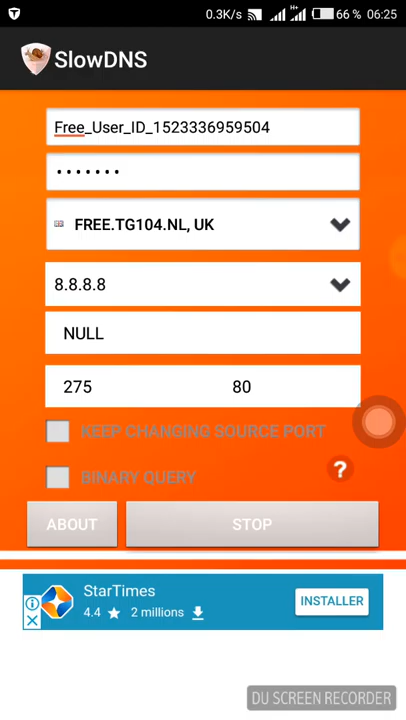 0.3K/s H+ 66 % 06:25
SlowDNS
Free_User_ID_1523336959504
•••••••
FREE.TG104.NL, UK
8.8.8.8
NULL
275 80
KEEP CHANGING SOURCE PORT
BINARY QUERY ?
ABOUT STOP
StarTimes
4.4 ★ 2 millions
INSTALLER
DU SCREEN RECORDER